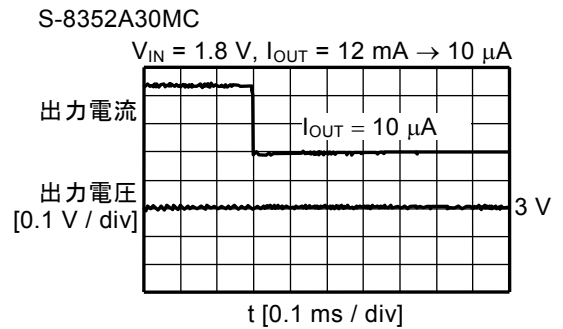 S-8352A30MC
V_IN = 1.8 V, I_OUT = 12 mA → 10 μA
出力電流
I_OUT = 10 μA
出力電圧
[0.1 V / div]
3 V
t [0.1 ms / div]